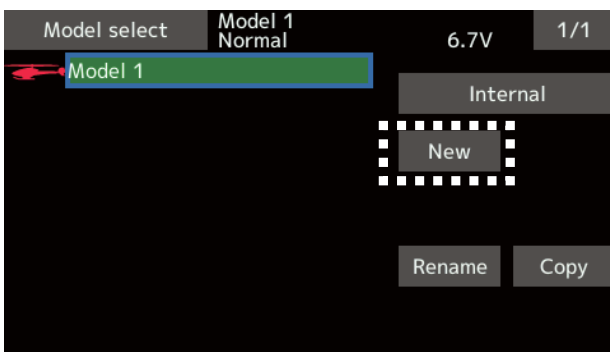 Model select
Model 1
Normal
6.7V
1/1
Model 1
Internal
New
Rename
Copy